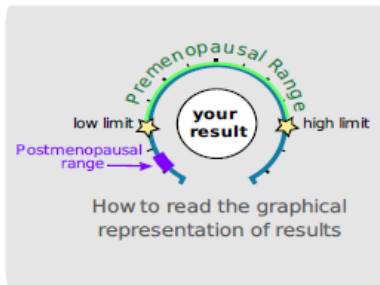 Premenopausal Range
your
result
low limit
high limit
Postmenopausal
range
How to read the graphical
representation of results